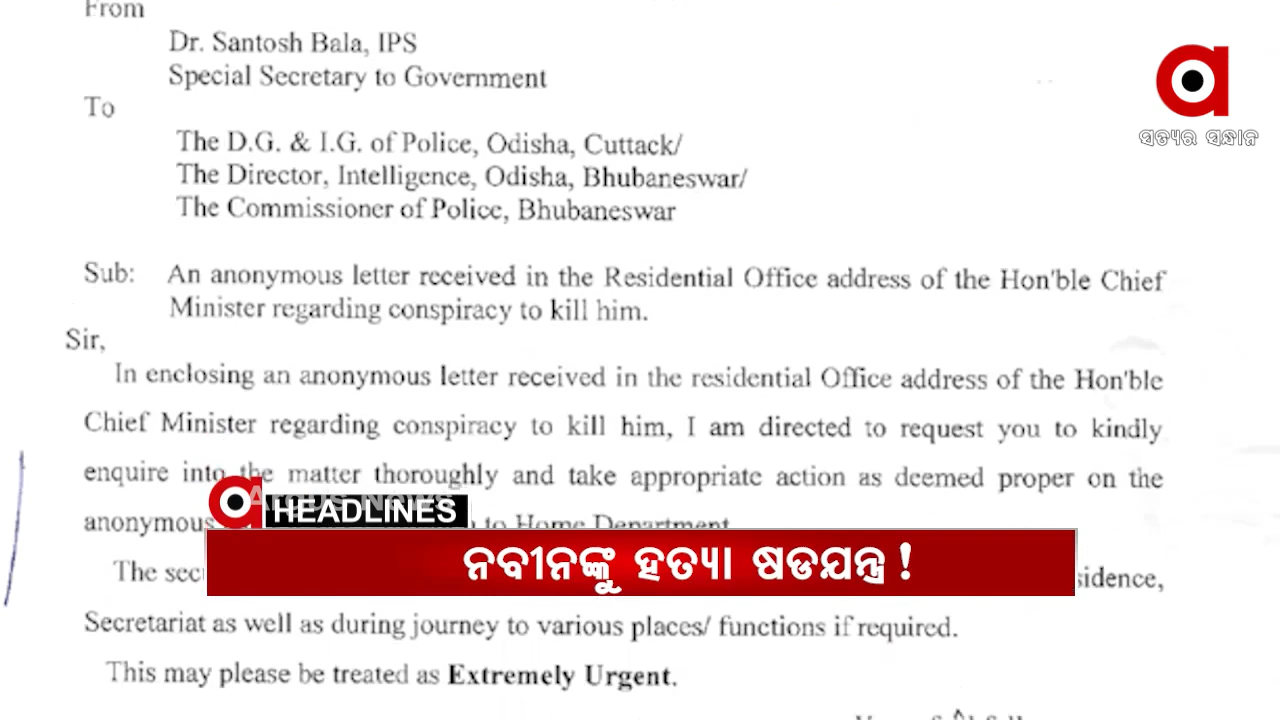 From
Dr. Santosh Bala, IPS
Special Secretary to Government
ସତ୍ୟର ସନ୍ଧାନ
To
The D.G. & I.G. of Police, Odisha, Cuttack/
The Director, Intelligence, Odisha, Bhubaneswar/
The Commissioner of Police, Bhubaneswar
Sub: An anonymous letter received in the Residential Office address of the Hon'ble Chief
Minister regarding conspiracy to kill him.
Sir,
In enclosing an anonymous letter received in the residential Office address of the Hon'ble
Chief Minister regarding conspiracy to kill him, I am directed to request you to kindly
enquire into the matter thoroughly and take appropriate action as deemed proper on the
Argus News
HEADLINES
anonymous to Home Department
ନବୀନଙ୍କୁ ହତ୍ୟା ଷଡଯନ୍ତ୍ର !
The
Secretariat as well as during journey to various places/ functions if required.
This may please be treated as Extremely Urgent.